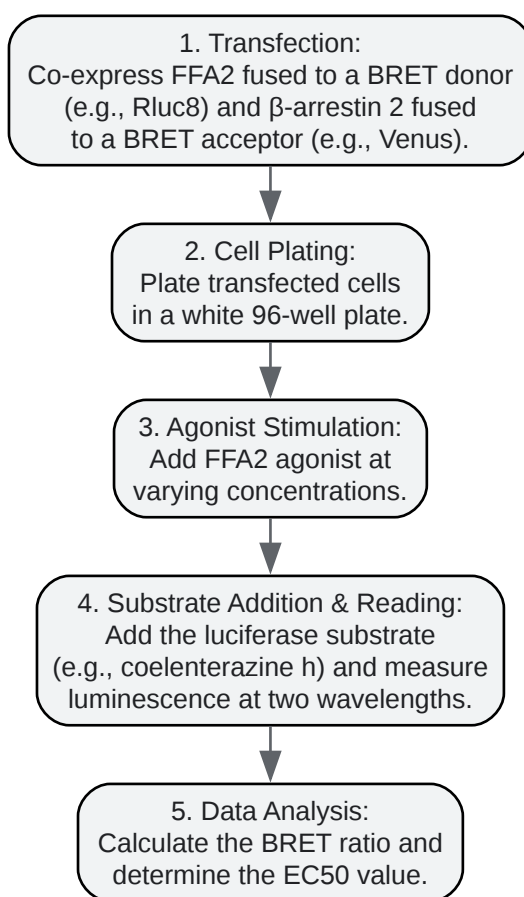 1. Transfection:
Co-express FFA2 fused to a BRET donor
(e.g., Rluc8) and β-arrestin 2 fused
to a BRET acceptor (e.g., Venus).
2. Cell Plating:
Plate transfected cells
in a white 96-well plate.
3. Agonist Stimulation:
Add FFA2 agonist at
varying concentrations.
4. Substrate Addition & Reading:
Add the luciferase substrate
(e.g., coelenterazine h) and measure
luminescence at two wavelengths.
5. Data Analysis:
Calculate the BRET ratio and
determine the EC50 value.